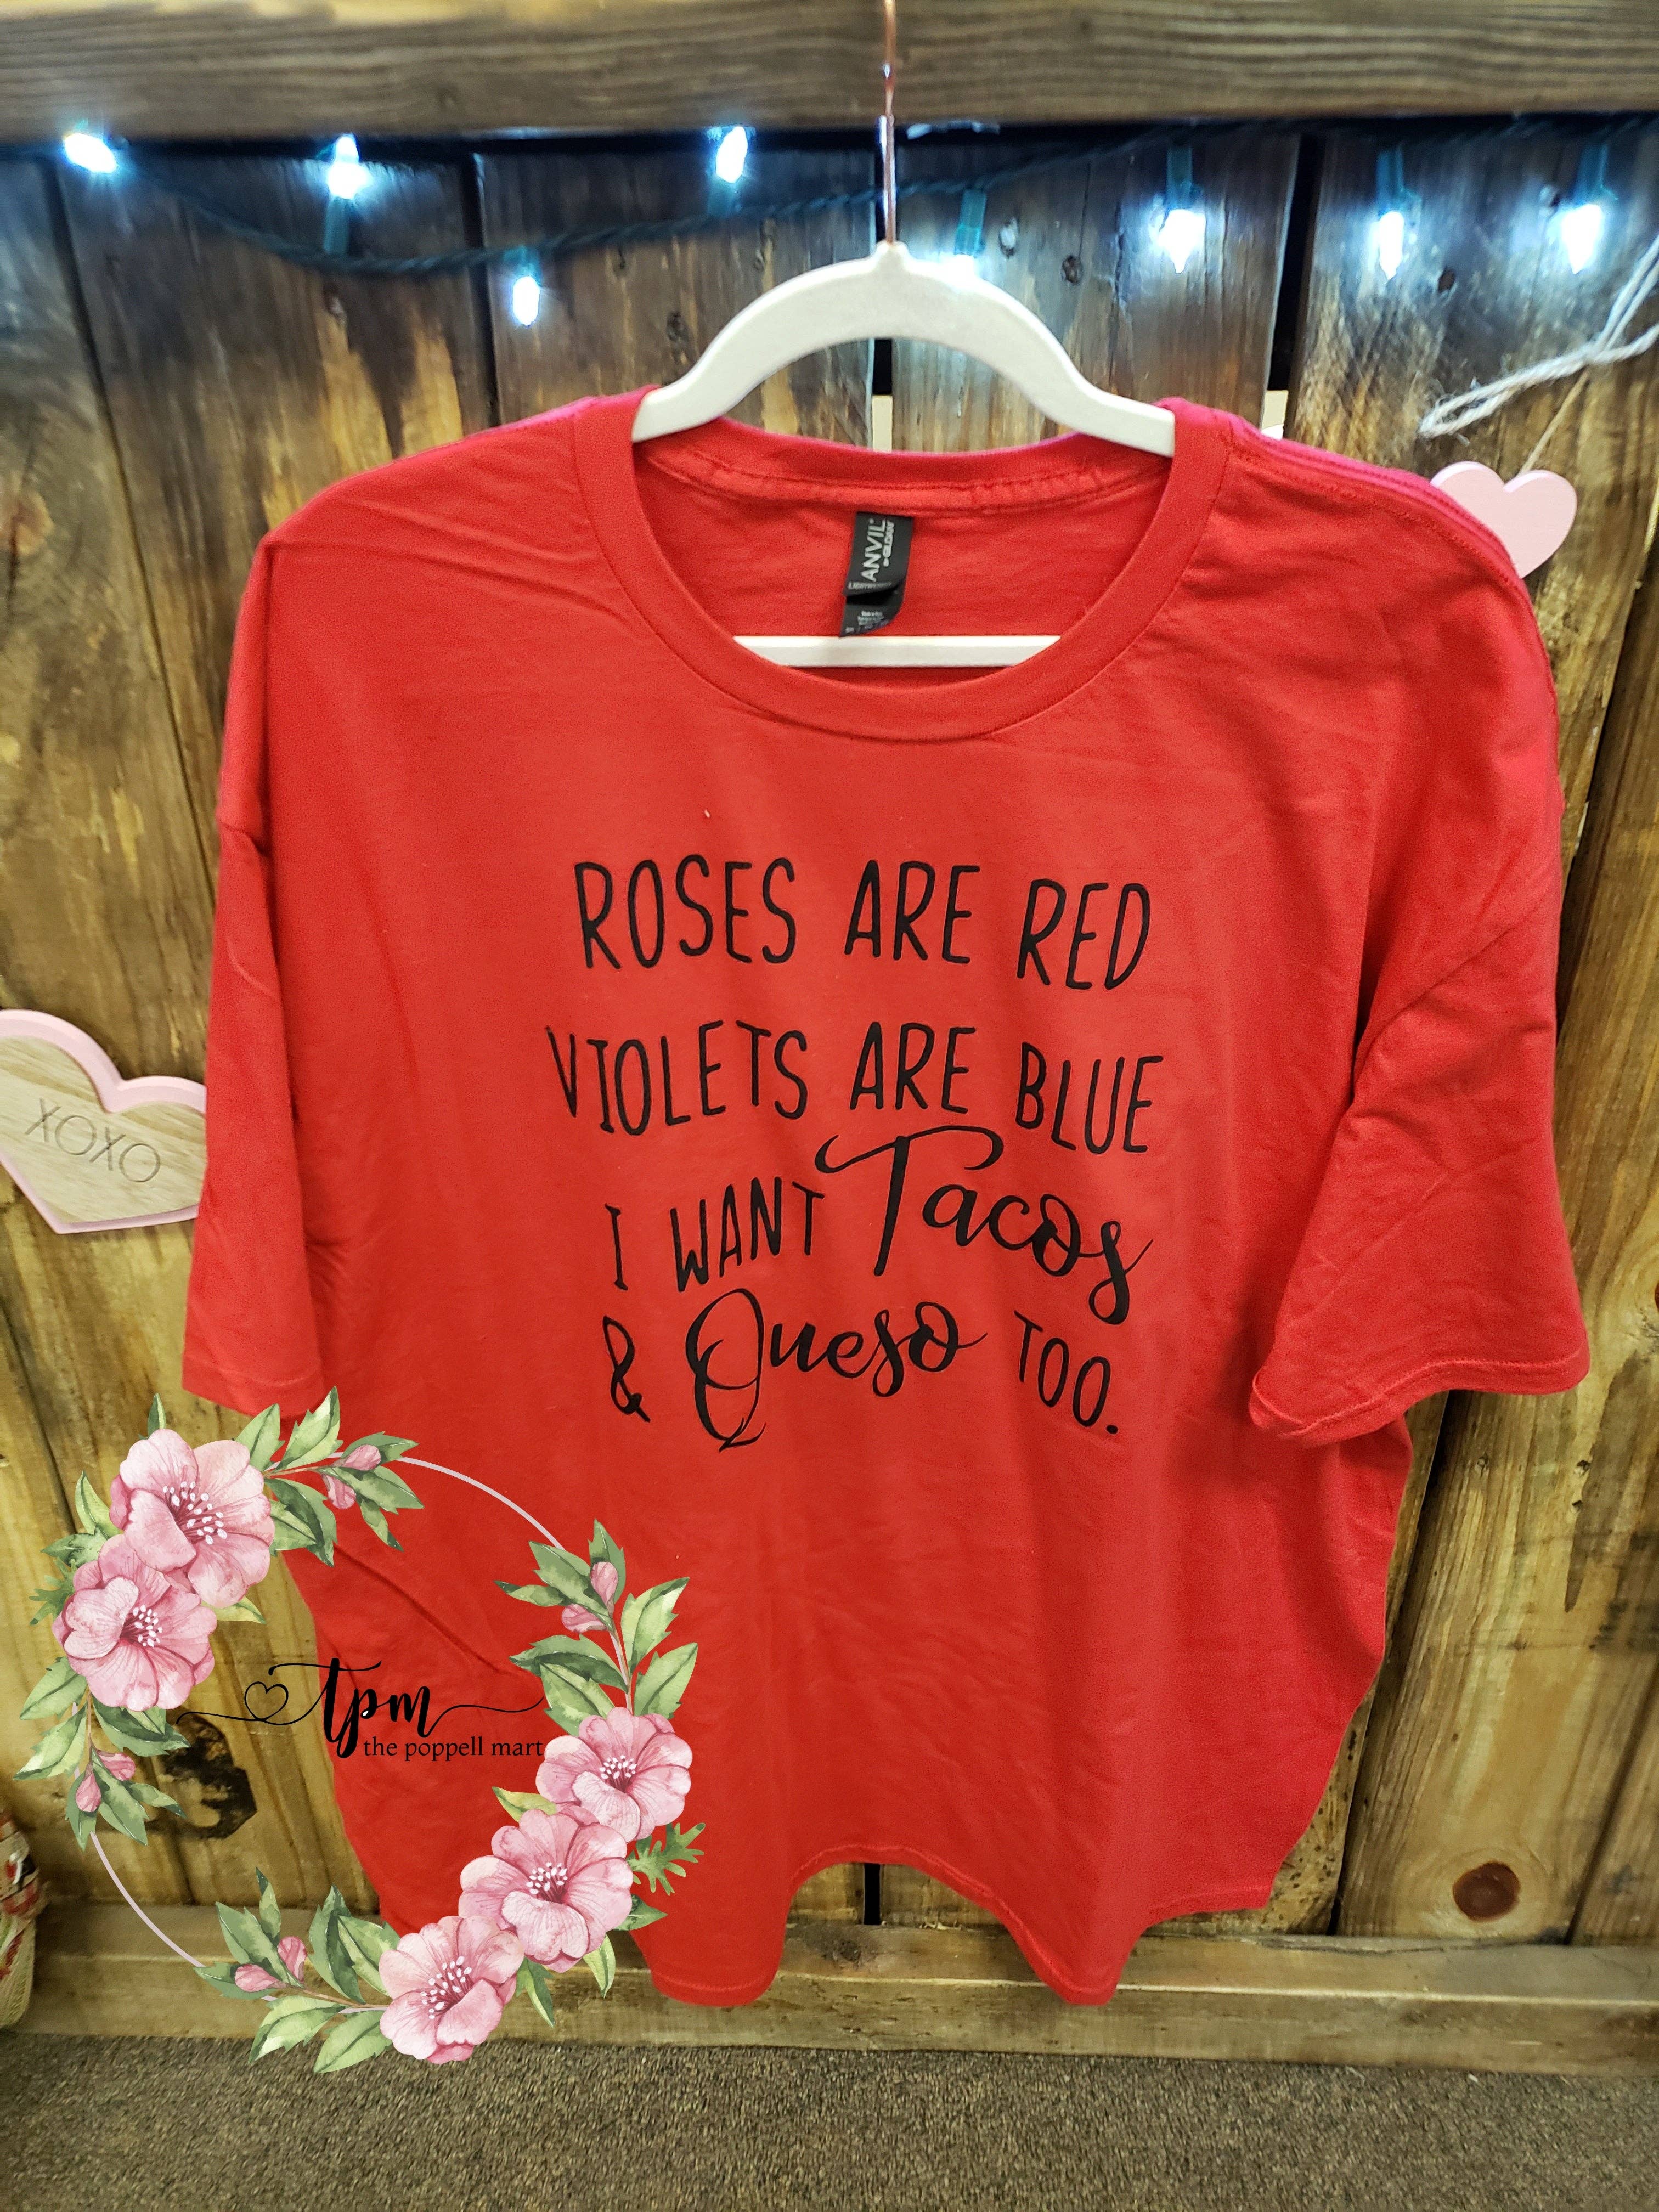 ANVIL
ROSES ARE RED
VIOLETS ARE BLUE
I WANT Tacos
& Queso TOO.
XOXO
tpm
the poppell mart